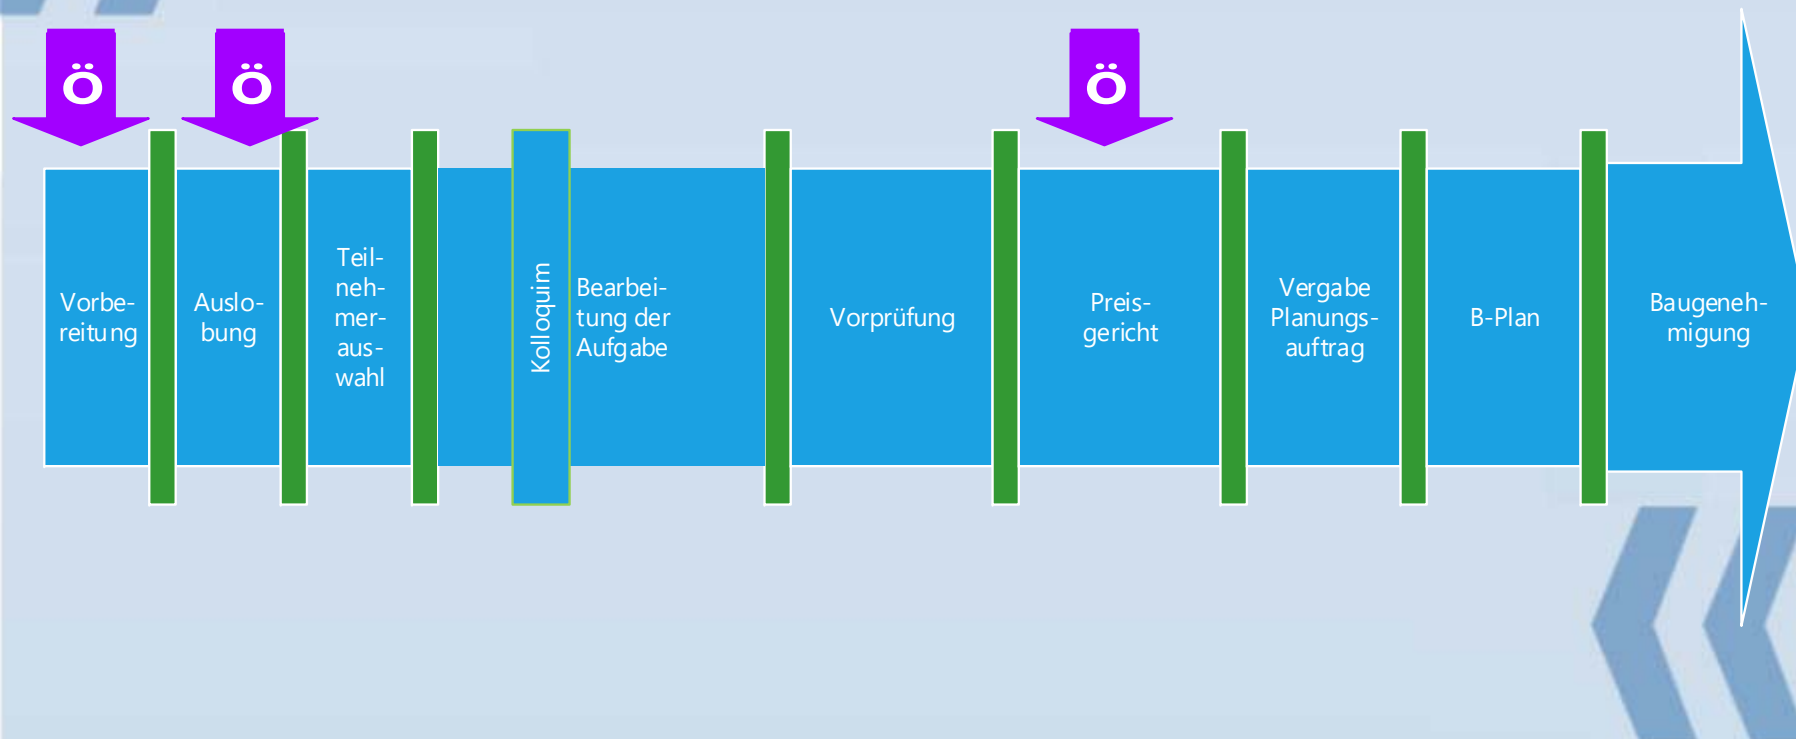 Ö
Ö
Ö
Vorbe-
reitung
Auslo-
bung
Teil-
neh-
mer-
aus-
wahl
Kolloquim
Bearbei-
tung der
Aufgabe
Vorprüfung
Preis-
gericht
Vergabe
Planungs-
auftrag
B-Plan
Baugeneh-
migung